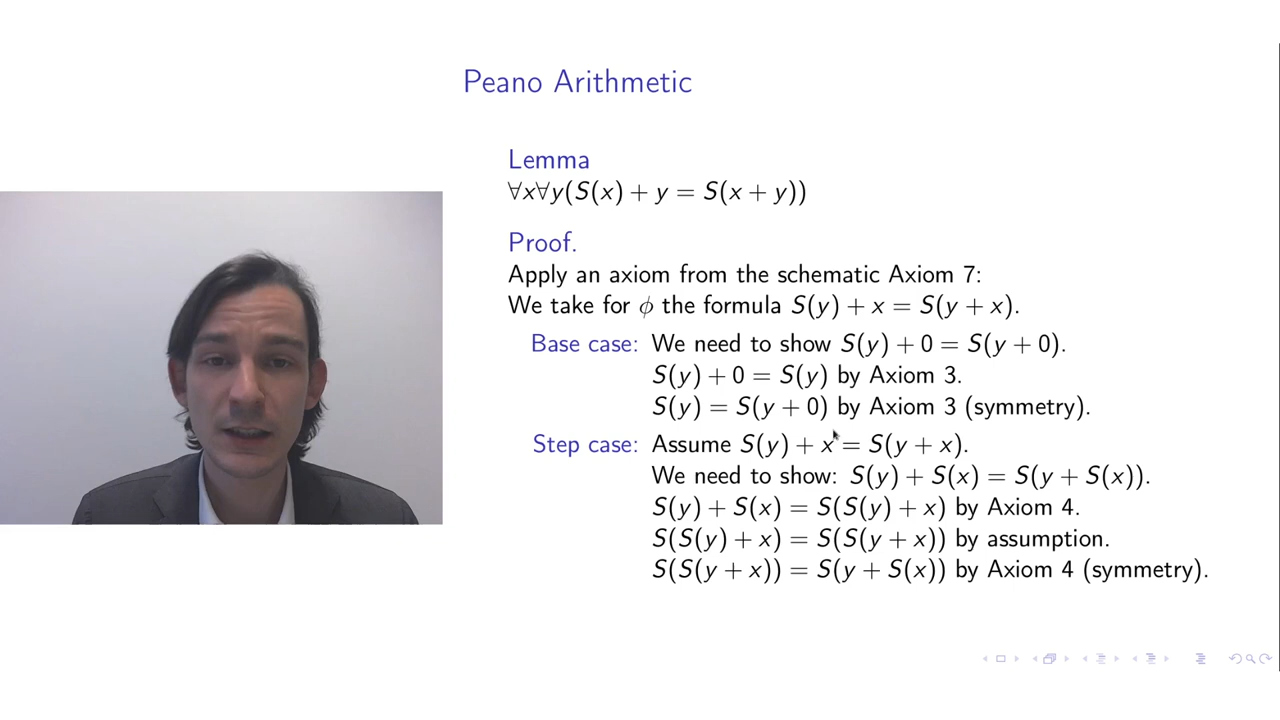 Peano Arithmetic
Lemma
∀x∀y(S(x) + y = S(x + y))
Proof.
Apply an axiom from the schematic Axiom 7:
We take for ϕ the formula S(y) + x = S(y + x).
Base case: We need to show S(y) + 0 = S(y + 0).
S(y) + 0 = S(y) by Axiom 3.
S(y) = S(y + 0) by Axiom 3 (symmetry).
Step case: Assume S(y) + x = S(y + x).
We need to show: S(y) + S(x) = S(y + S(x)).
S(y) + S(x) = S(S(y) + x) by Axiom 4.
S(S(y) + x) = S(S(y + x)) by assumption.
S(S(y + x)) = S(y + S(x)) by Axiom 4 (symmetry).